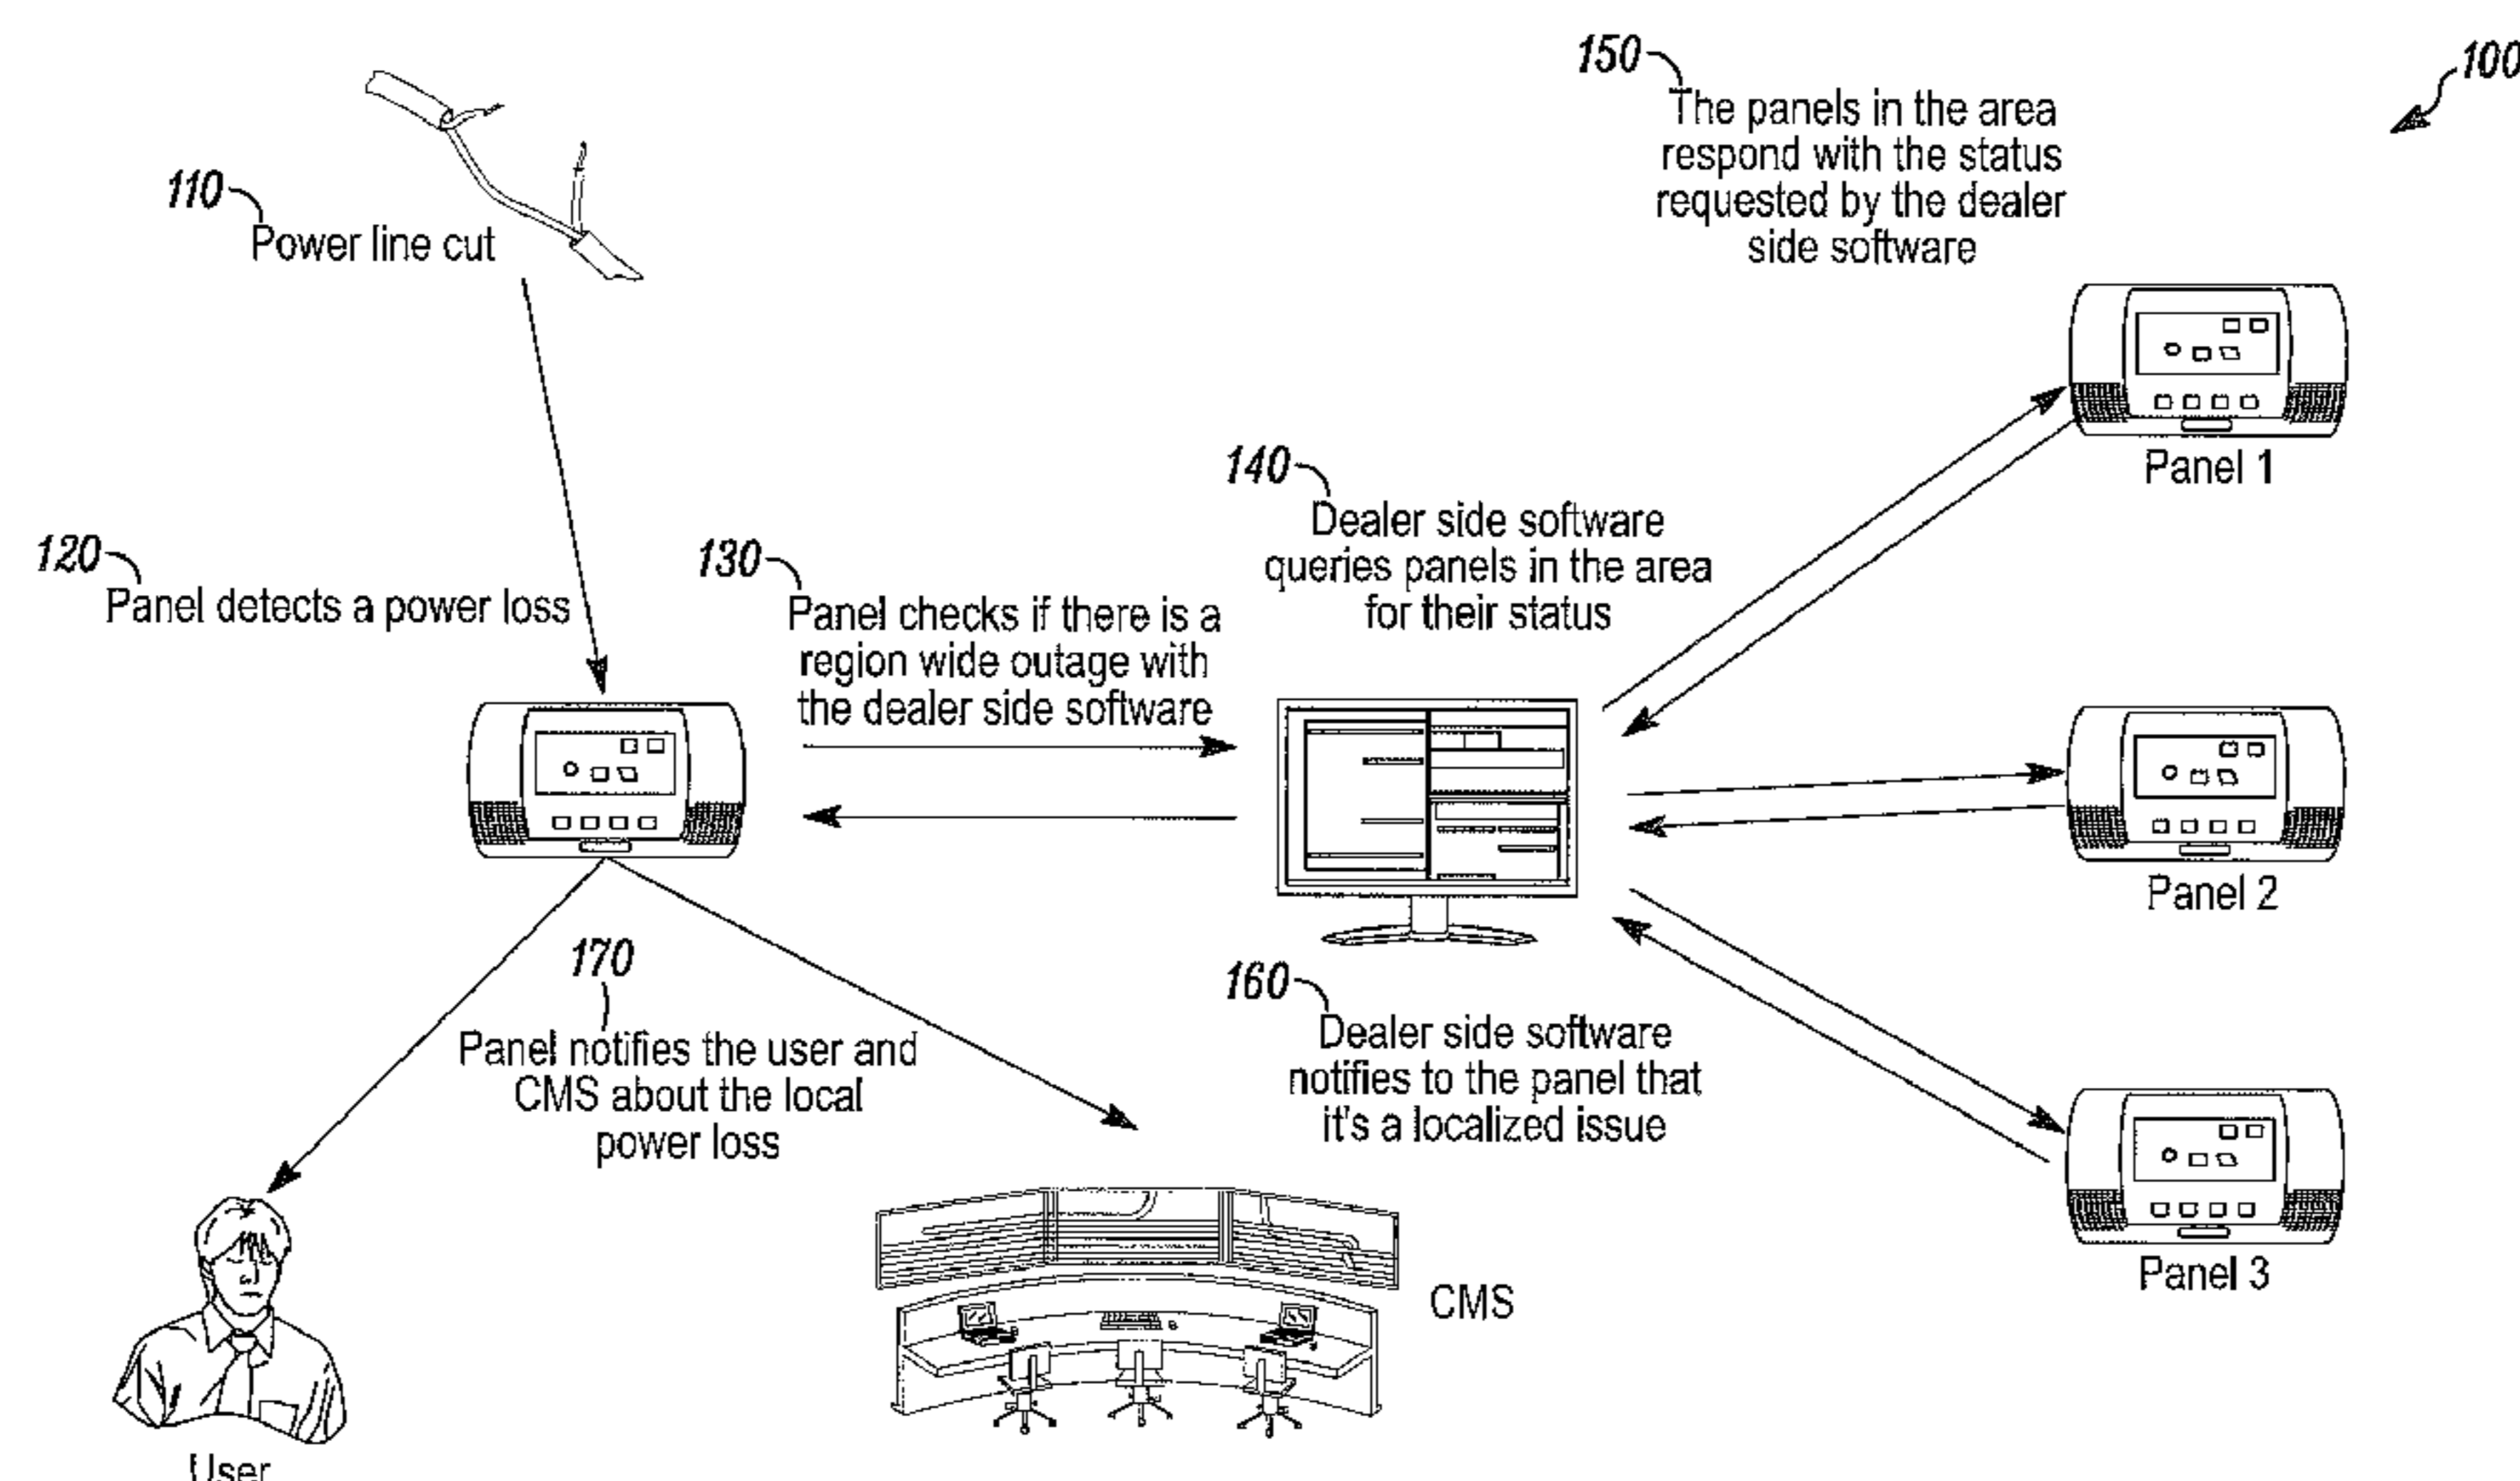 150
The panels in the area
respond with the status
requested by the dealer
side software
100
110
Power line cut
Panel 1
120
Panel detects a power loss
130
Panel checks if there is a
region wide outage with
the dealer side software
140
Dealer side software
queries panels in the area
for their status
Panel 2
170
Panel notifies the user and
CMS about the local
power loss
160
Dealer side software
notifies to the panel that
it's a localized issue
Panel 3
CMS
User